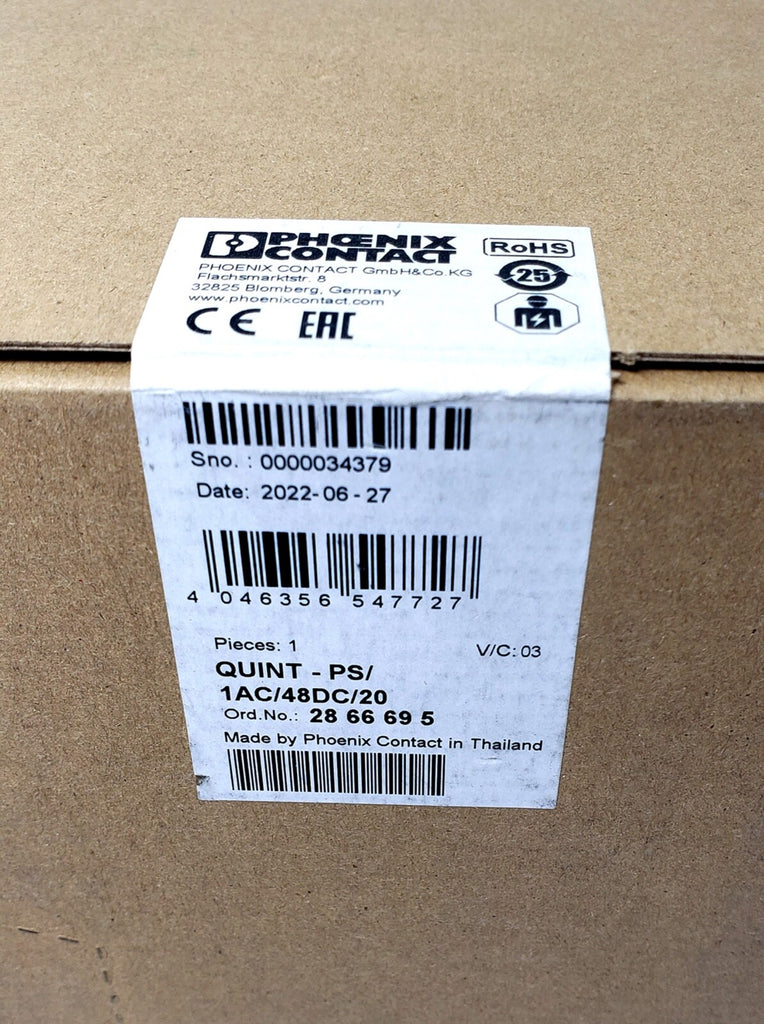 PHŒNIX
CONTACT
RoHS
PHOENIX CONTACT GmbH&Co.KG
Flachsmarktstr. 8
32825 Blomberg, Germany
www.phoenixcontact.com
25
CE EAC
Sno. : 0000034379
Date: 2022-06-27
4 046356 547727
Pieces: 1
V/C: 03
QUINT - PS/
1AC/48DC/20
Ord.No.: 28 66 69 5
Made by Phoenix Contact in Thailand